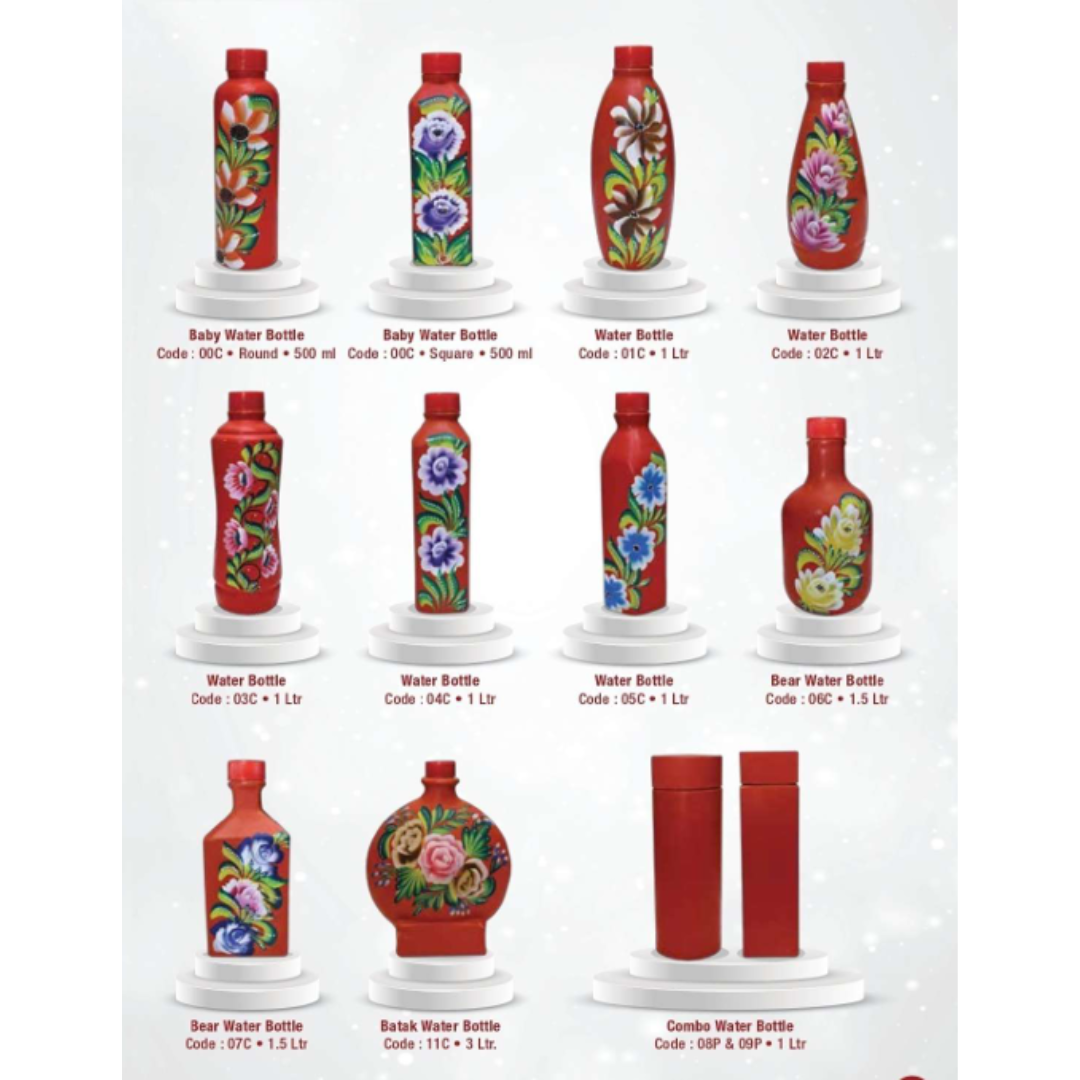 Baby Water Bottle
Code : 00C • Round • 500 ml
Baby Water Bottle
Code : 00C • Square • 500 ml
Water Bottle
Code : 01C • 1 Ltr
Water Bottle
Code : 02C • 1 Ltr
Water Bottle
Code : 03C • 1 Ltr
Water Bottle
Code : 04C • 1 Ltr
Water Bottle
Code : 05C • 1 Ltr
Bear Water Bottle
Code : 06C • 1.5 Ltr
Bear Water Bottle
Code : 07C • 1.5 Ltr
Batak Water Bottle
Code : 11C • 3 Ltr.
Combo Water Bottle
Code : 08P & 09P • 1 Ltr